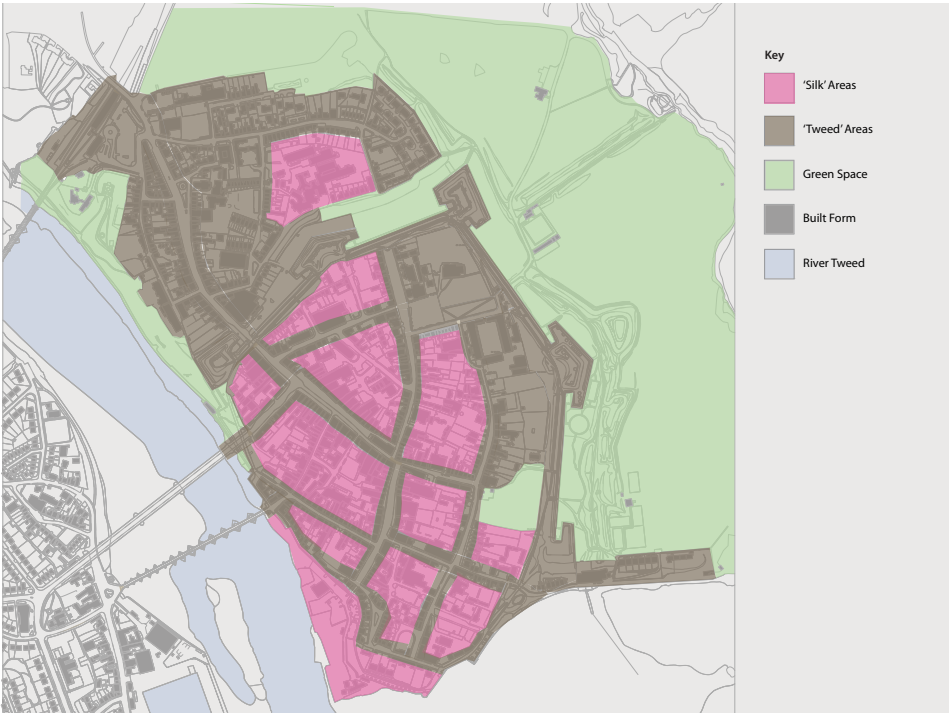 Key
‘Silk’ Areas
‘Tweed’ Areas
Green Space
Built Form
River Tweed